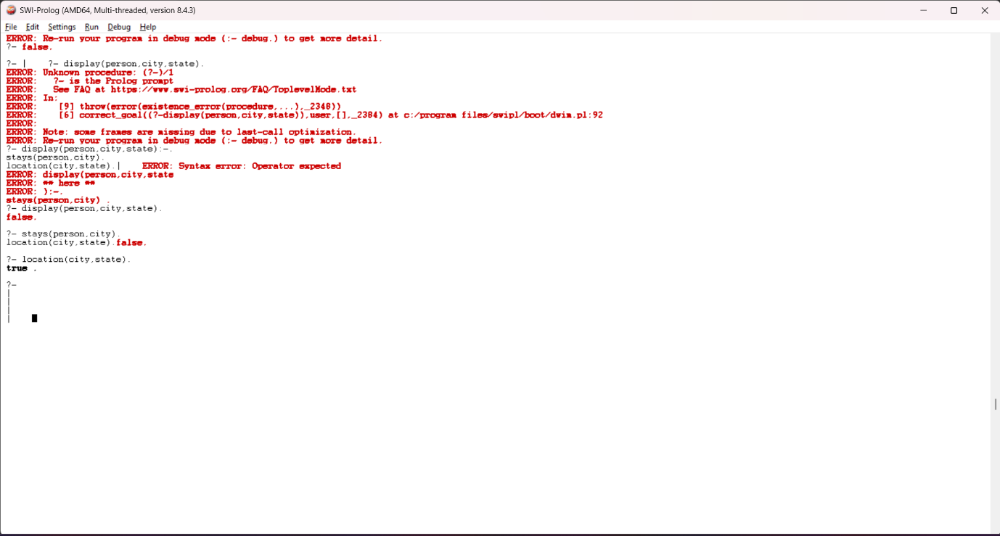 SWI-Prolog (AMD64, Multi-threaded, version 8.4.3)
File Edit Settings Run Debug Help
ERROR: Re-run your program in debug mode (:- debug.) to get more detail.
?- false.
?- | ?- display(person,city,state).
ERROR: Unknown procedure: (?-)/1
ERROR: ?- is the Prolog prompt
ERROR: See FAQ at https://www.swi-prolog.org/FAQ/ToplevelMode.txt
ERROR: In:
ERROR: [9] throw(error(existence_error(procedure,...),_2348))
ERROR: [6] correct_goal((?-display(person,city,state)),user,[],_2384) at c:/program files/swipl/boot/dwim.pl:92
ERROR:
ERROR: Note: some frames are missing due to last-call optimization.
ERROR: Re-run your program in debug mode (:- debug.) to get more detail.
?- display(person,city,state):-.
stays(person,city).
location(city,state).| ERROR: Syntax error: Operator expected
ERROR: display(person,city,state
ERROR: ** here **
ERROR: ):-.
stays(person,city) .
?- display(person,city,state).
false.
?- stays(person,city).
location(city,state).false.
?- location(city,state).
true .
?-
|
|
|
|